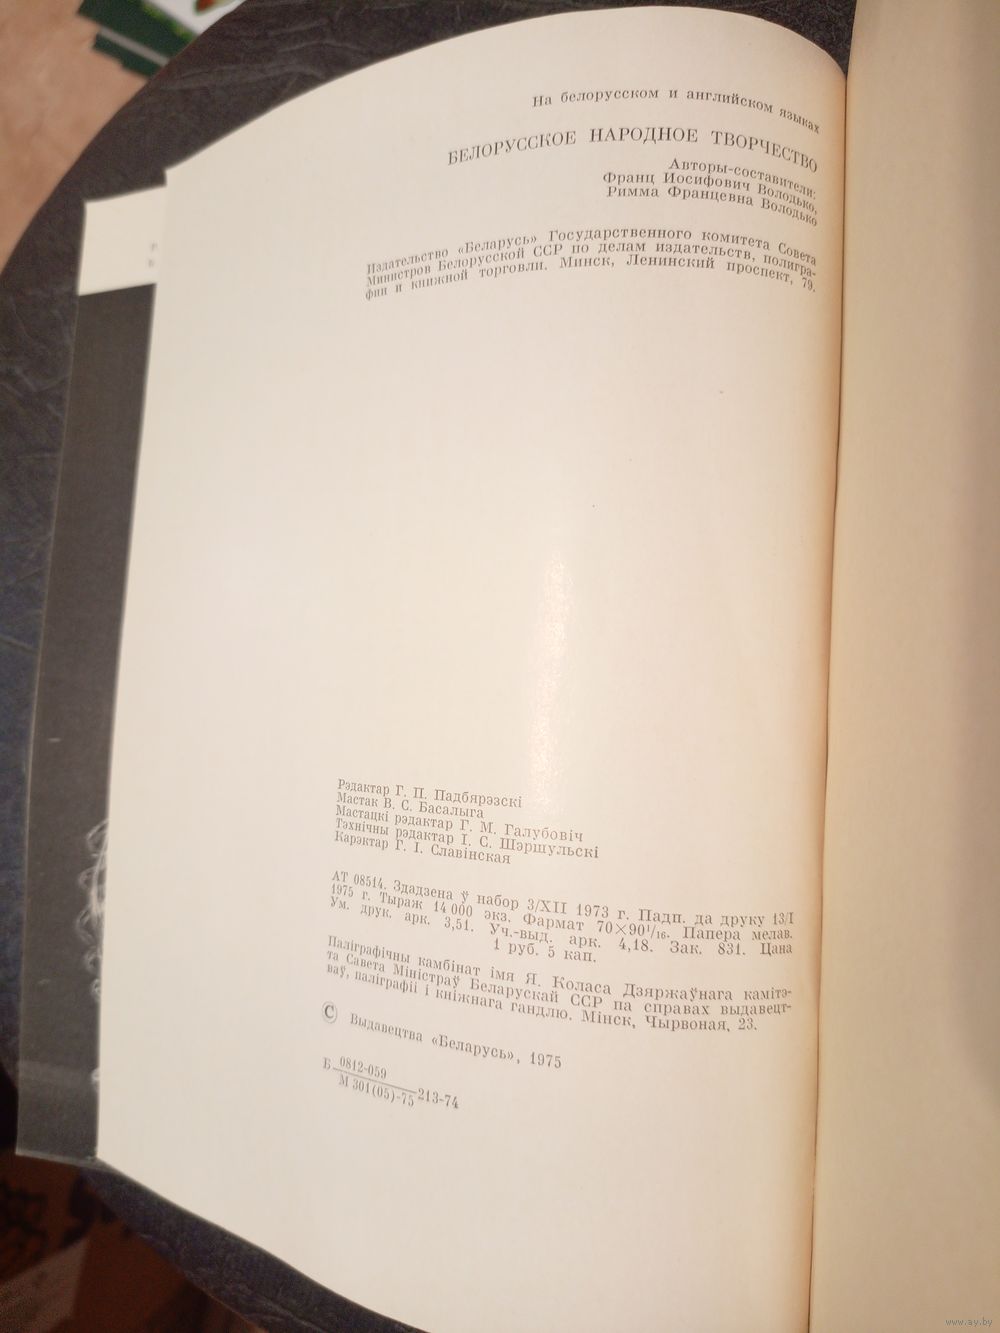 На белорусском и английском языках
БЕЛОРУССКОЕ НАРОДНОЕ ТВОРЧЕСТВО
Авторы-составители:
Франц Иосифович Володько,
Римма Францевна Володько
Издательство «Беларусь» Государственного комитета Совета
Министров Белорусской ССР по делам издательств, полигра-
фии и книжной торговли. Минск, Ленинский проспект, 79.
Рэдактар Г. П. Падбярэзскі
Мастак В. С. Басалыга
Мастацкі рэдактар Г. М. Галубовіч
Тэхнічны рэдактар І. С. Шэршульскі
Карэктар Г. І. Славінская
АТ 08514. Здадзена ў набор 3/XII 1973 г. Падп. да друку 13/I
1975 г. Тыраж 14 000 экз. Фармат 70×90¹/₁₆. Папера мелав.
Ум. друк. арк. 3,51. Уч.-выд. арк. 4,18. Зак. 831. Цана
1 руб. 5 кап.
Паліграфічны камбінат імя Я. Коласа Дзяржаўнага камітэ-
та Савета Міністраў Беларускай ССР па справах выдавецт-
ваў, паліграфіі і кніжнага гандлю. Мінск, Чырвоная, 23.
© Выдавецтва «Беларусь», 1975
Б 0812-059
М 301(05)-75 213-74
www.ay.by